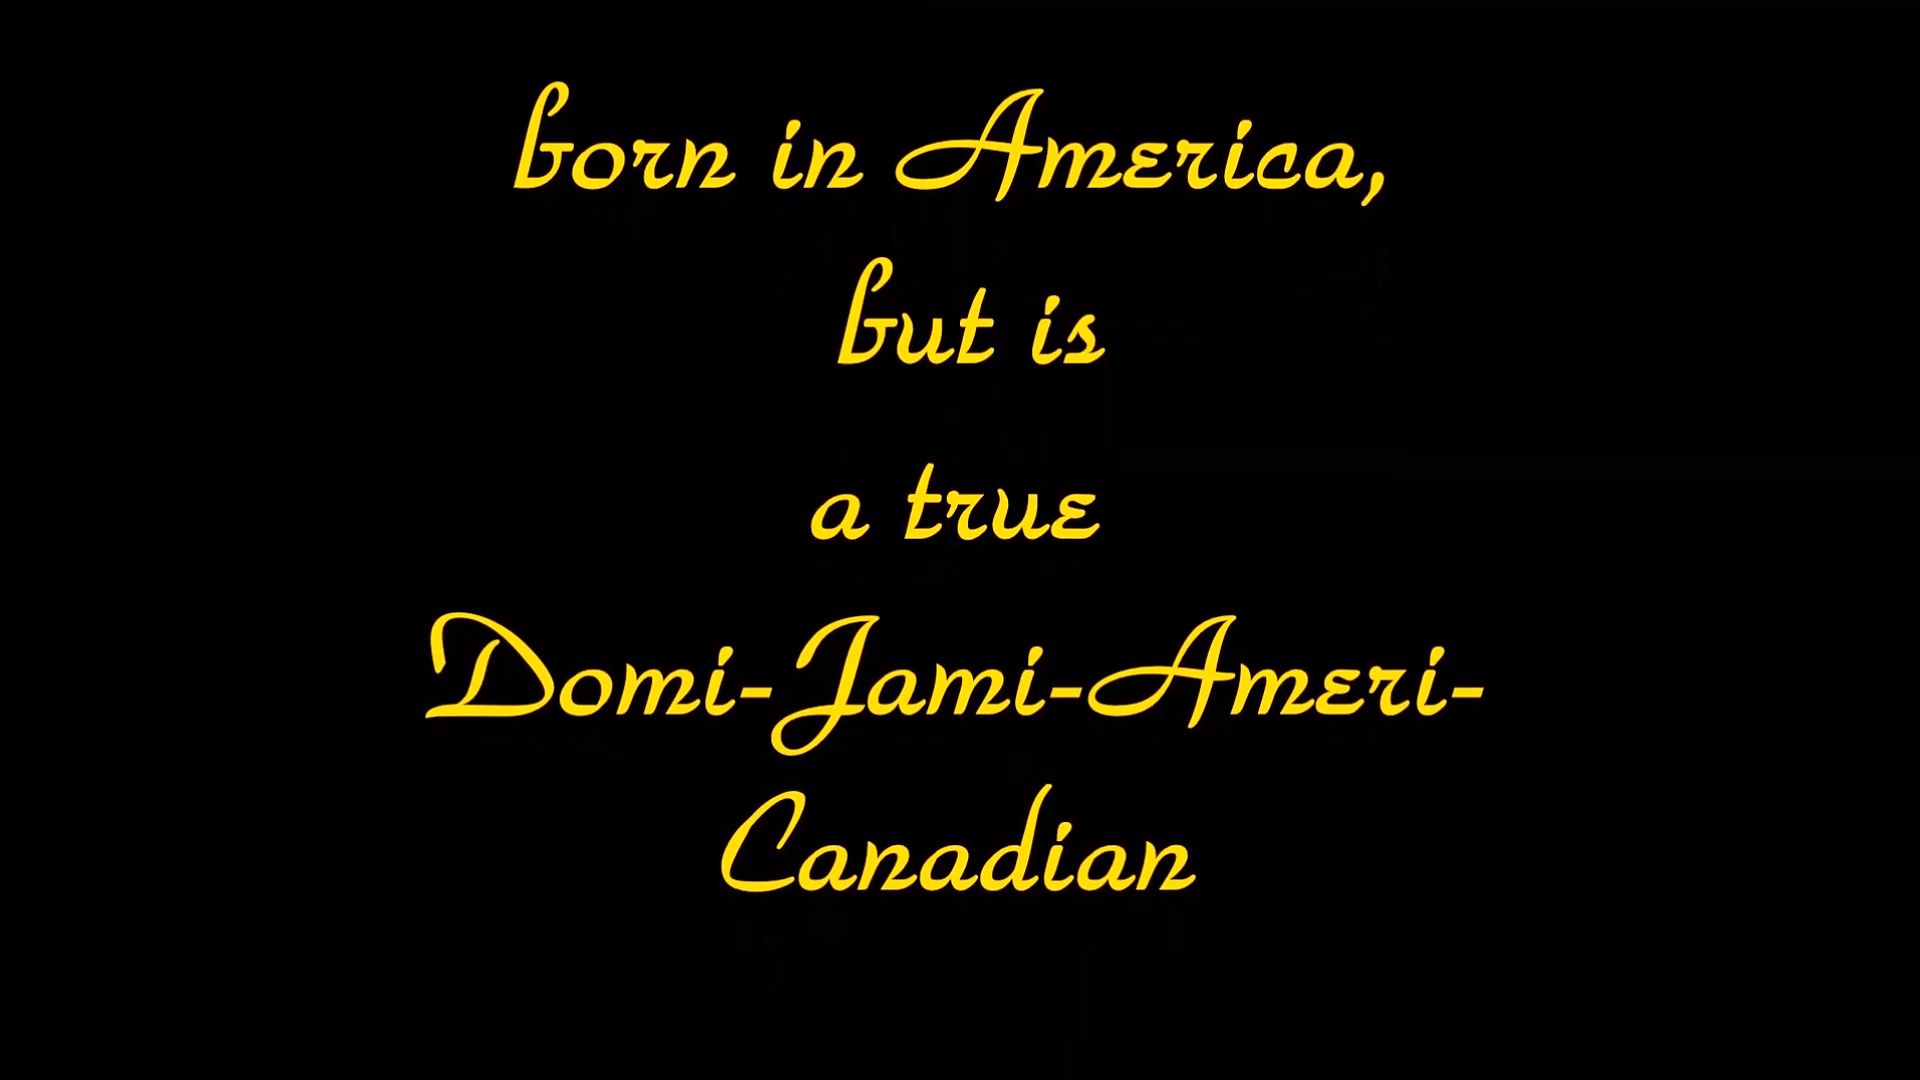 born in America,
but is
a true
Domi-Jami-Ameri-
Canadian